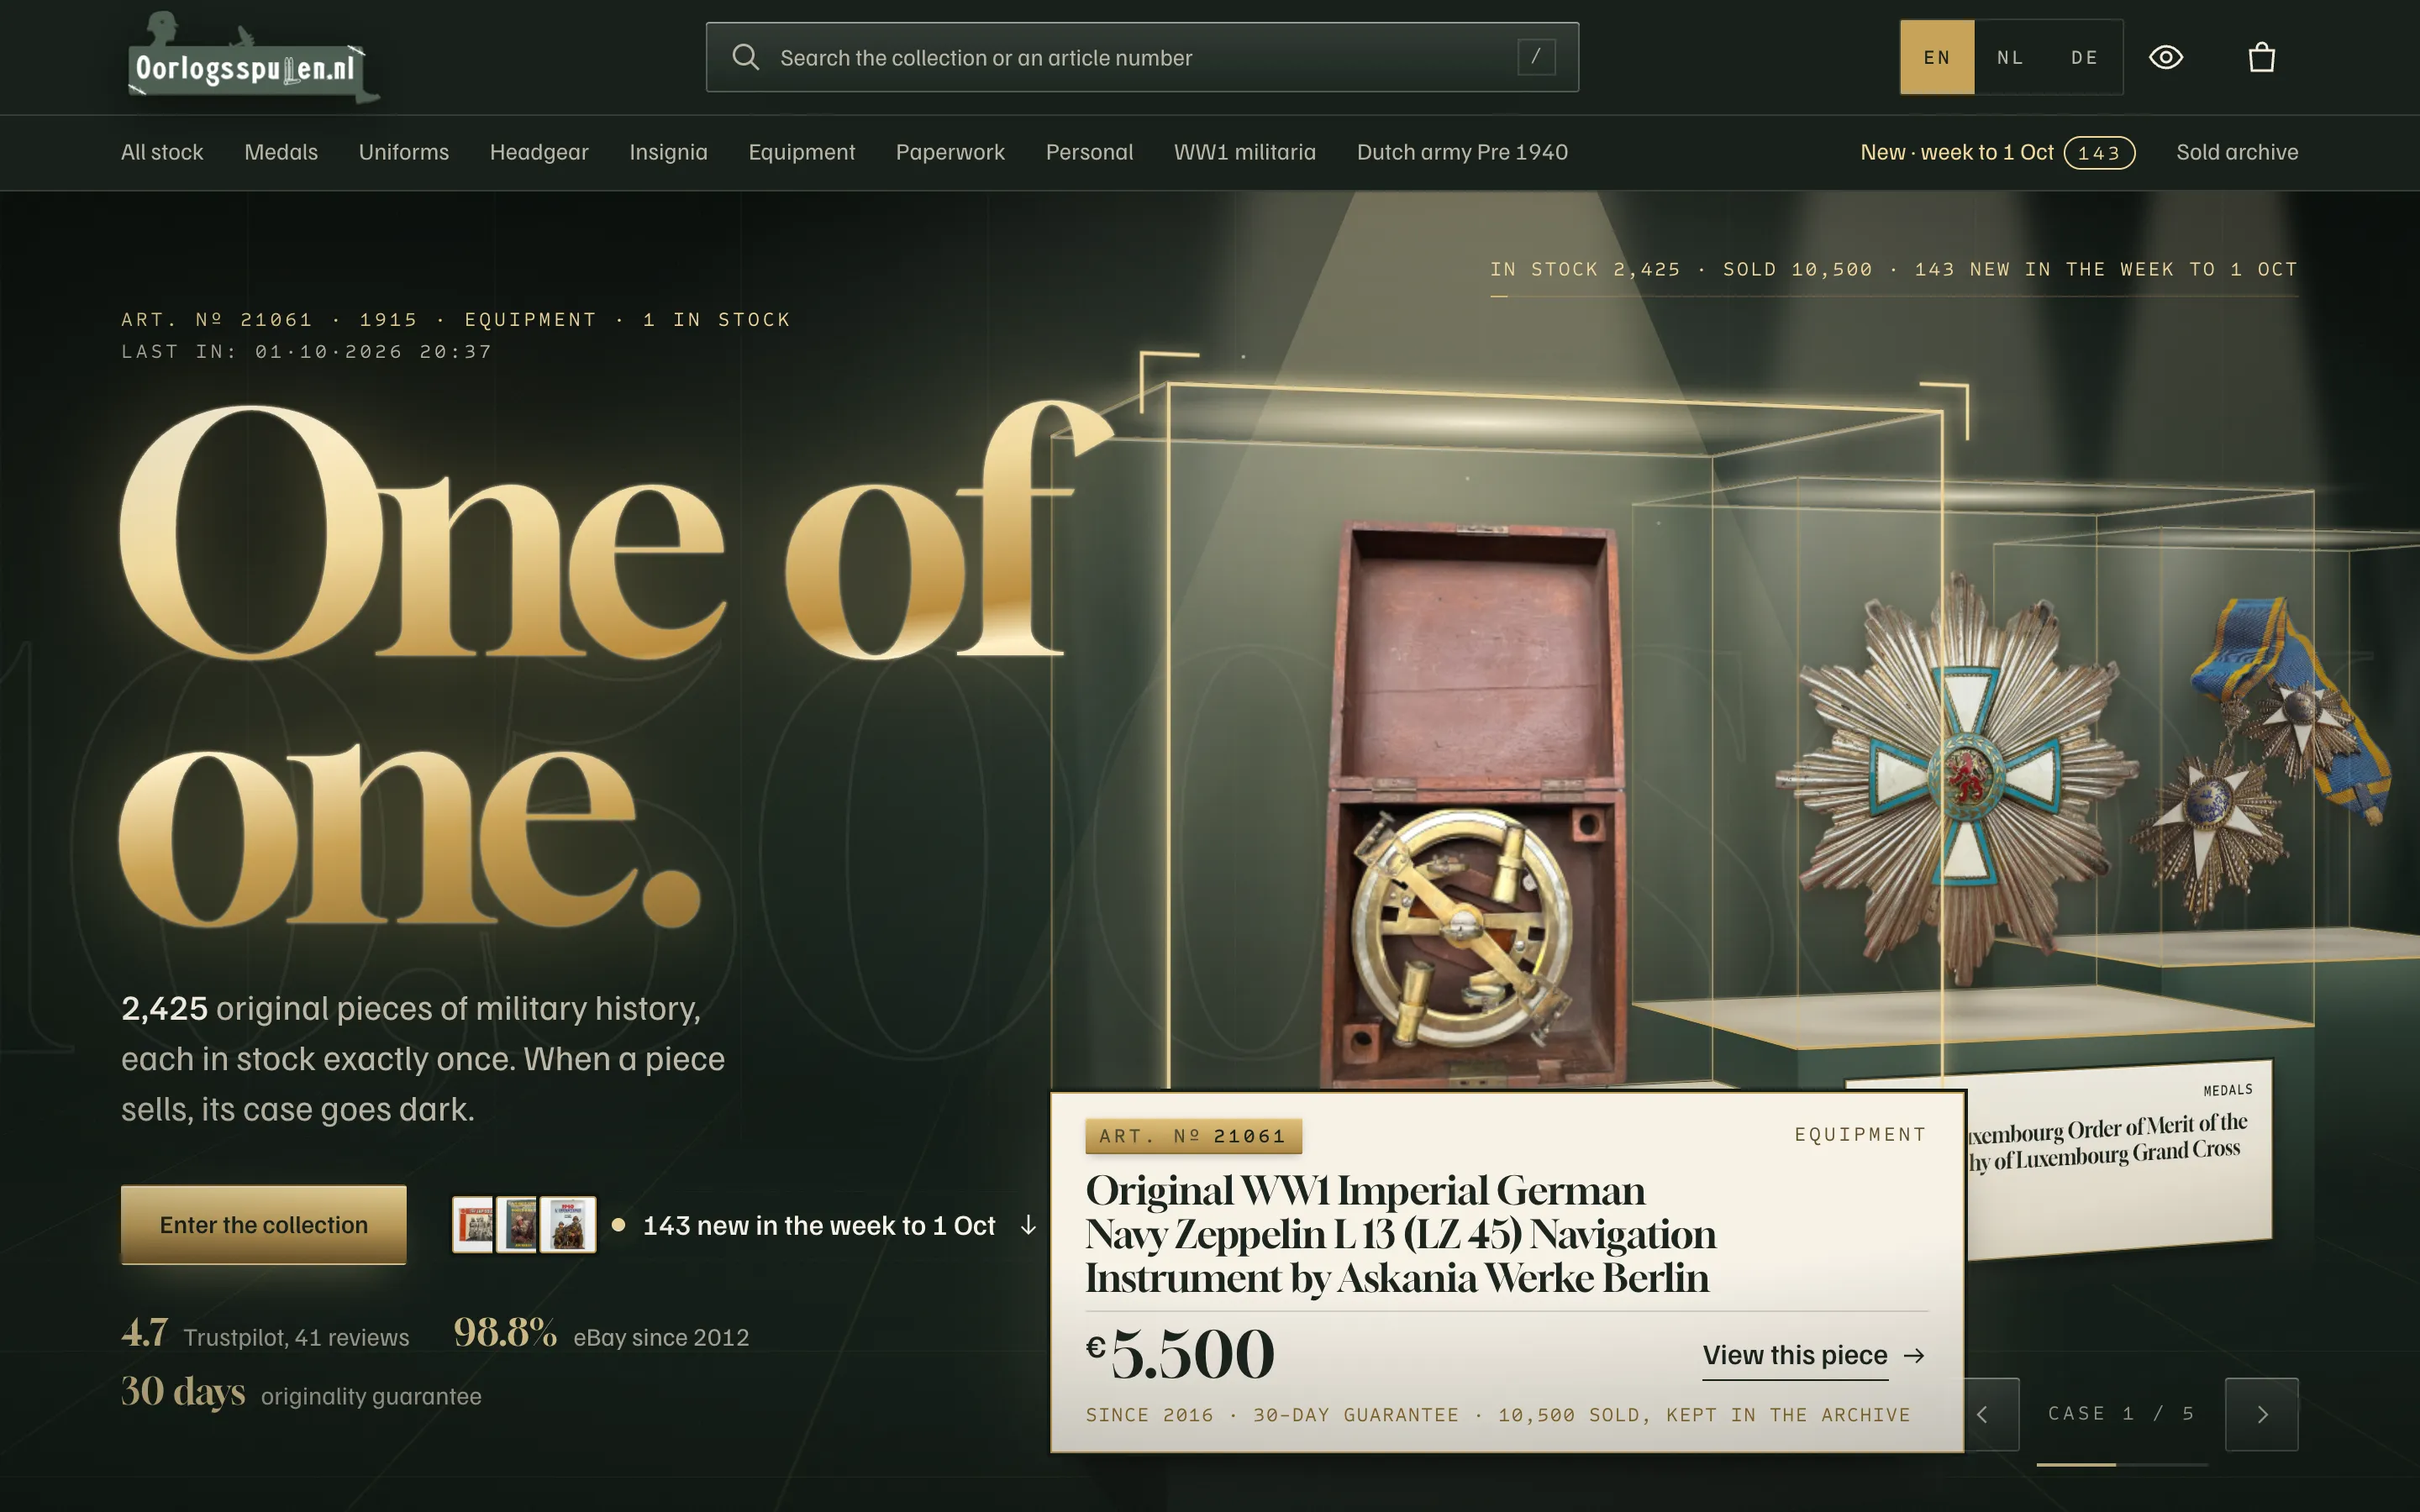 Oorlogsspullen.nl
Search the collection or an article number
/
EN NL DE
All stock Medals Uniforms Headgear Insignia Equipment Paperwork Personal WW1 militaria Dutch army Pre 1940
New · week to 1 Oct 143 Sold archive
IN STOCK 2,425 · SOLD 10,500 · 143 NEW IN THE WEEK TO 1 OCT
ART. Nº 21061 · 1915 · EQUIPMENT · 1 IN STOCK
LAST IN: 01·10·2026 20:37
One of
one.
2,425 original pieces of military history,
each in stock exactly once. When a piece
sells, its case goes dark.
Enter the collection
143 new in the week to 1 Oct ↓
4.7 Trustpilot, 41 reviews 98.8% eBay since 2012
30 days originality guarantee
ART. Nº 21061 EQUIPMENT
Original WW1 Imperial German
Navy Zeppelin L 13 (LZ 45) Navigation
Instrument by Askania Werke Berlin
€5.500
View this piece →
SINCE 2016 · 30-DAY GUARANTEE · 10,500 SOLD, KEPT IN THE ARCHIVE
MEDALS
Order of Merit of the
of Luxembourg Grand Cross
CASE 1 / 5